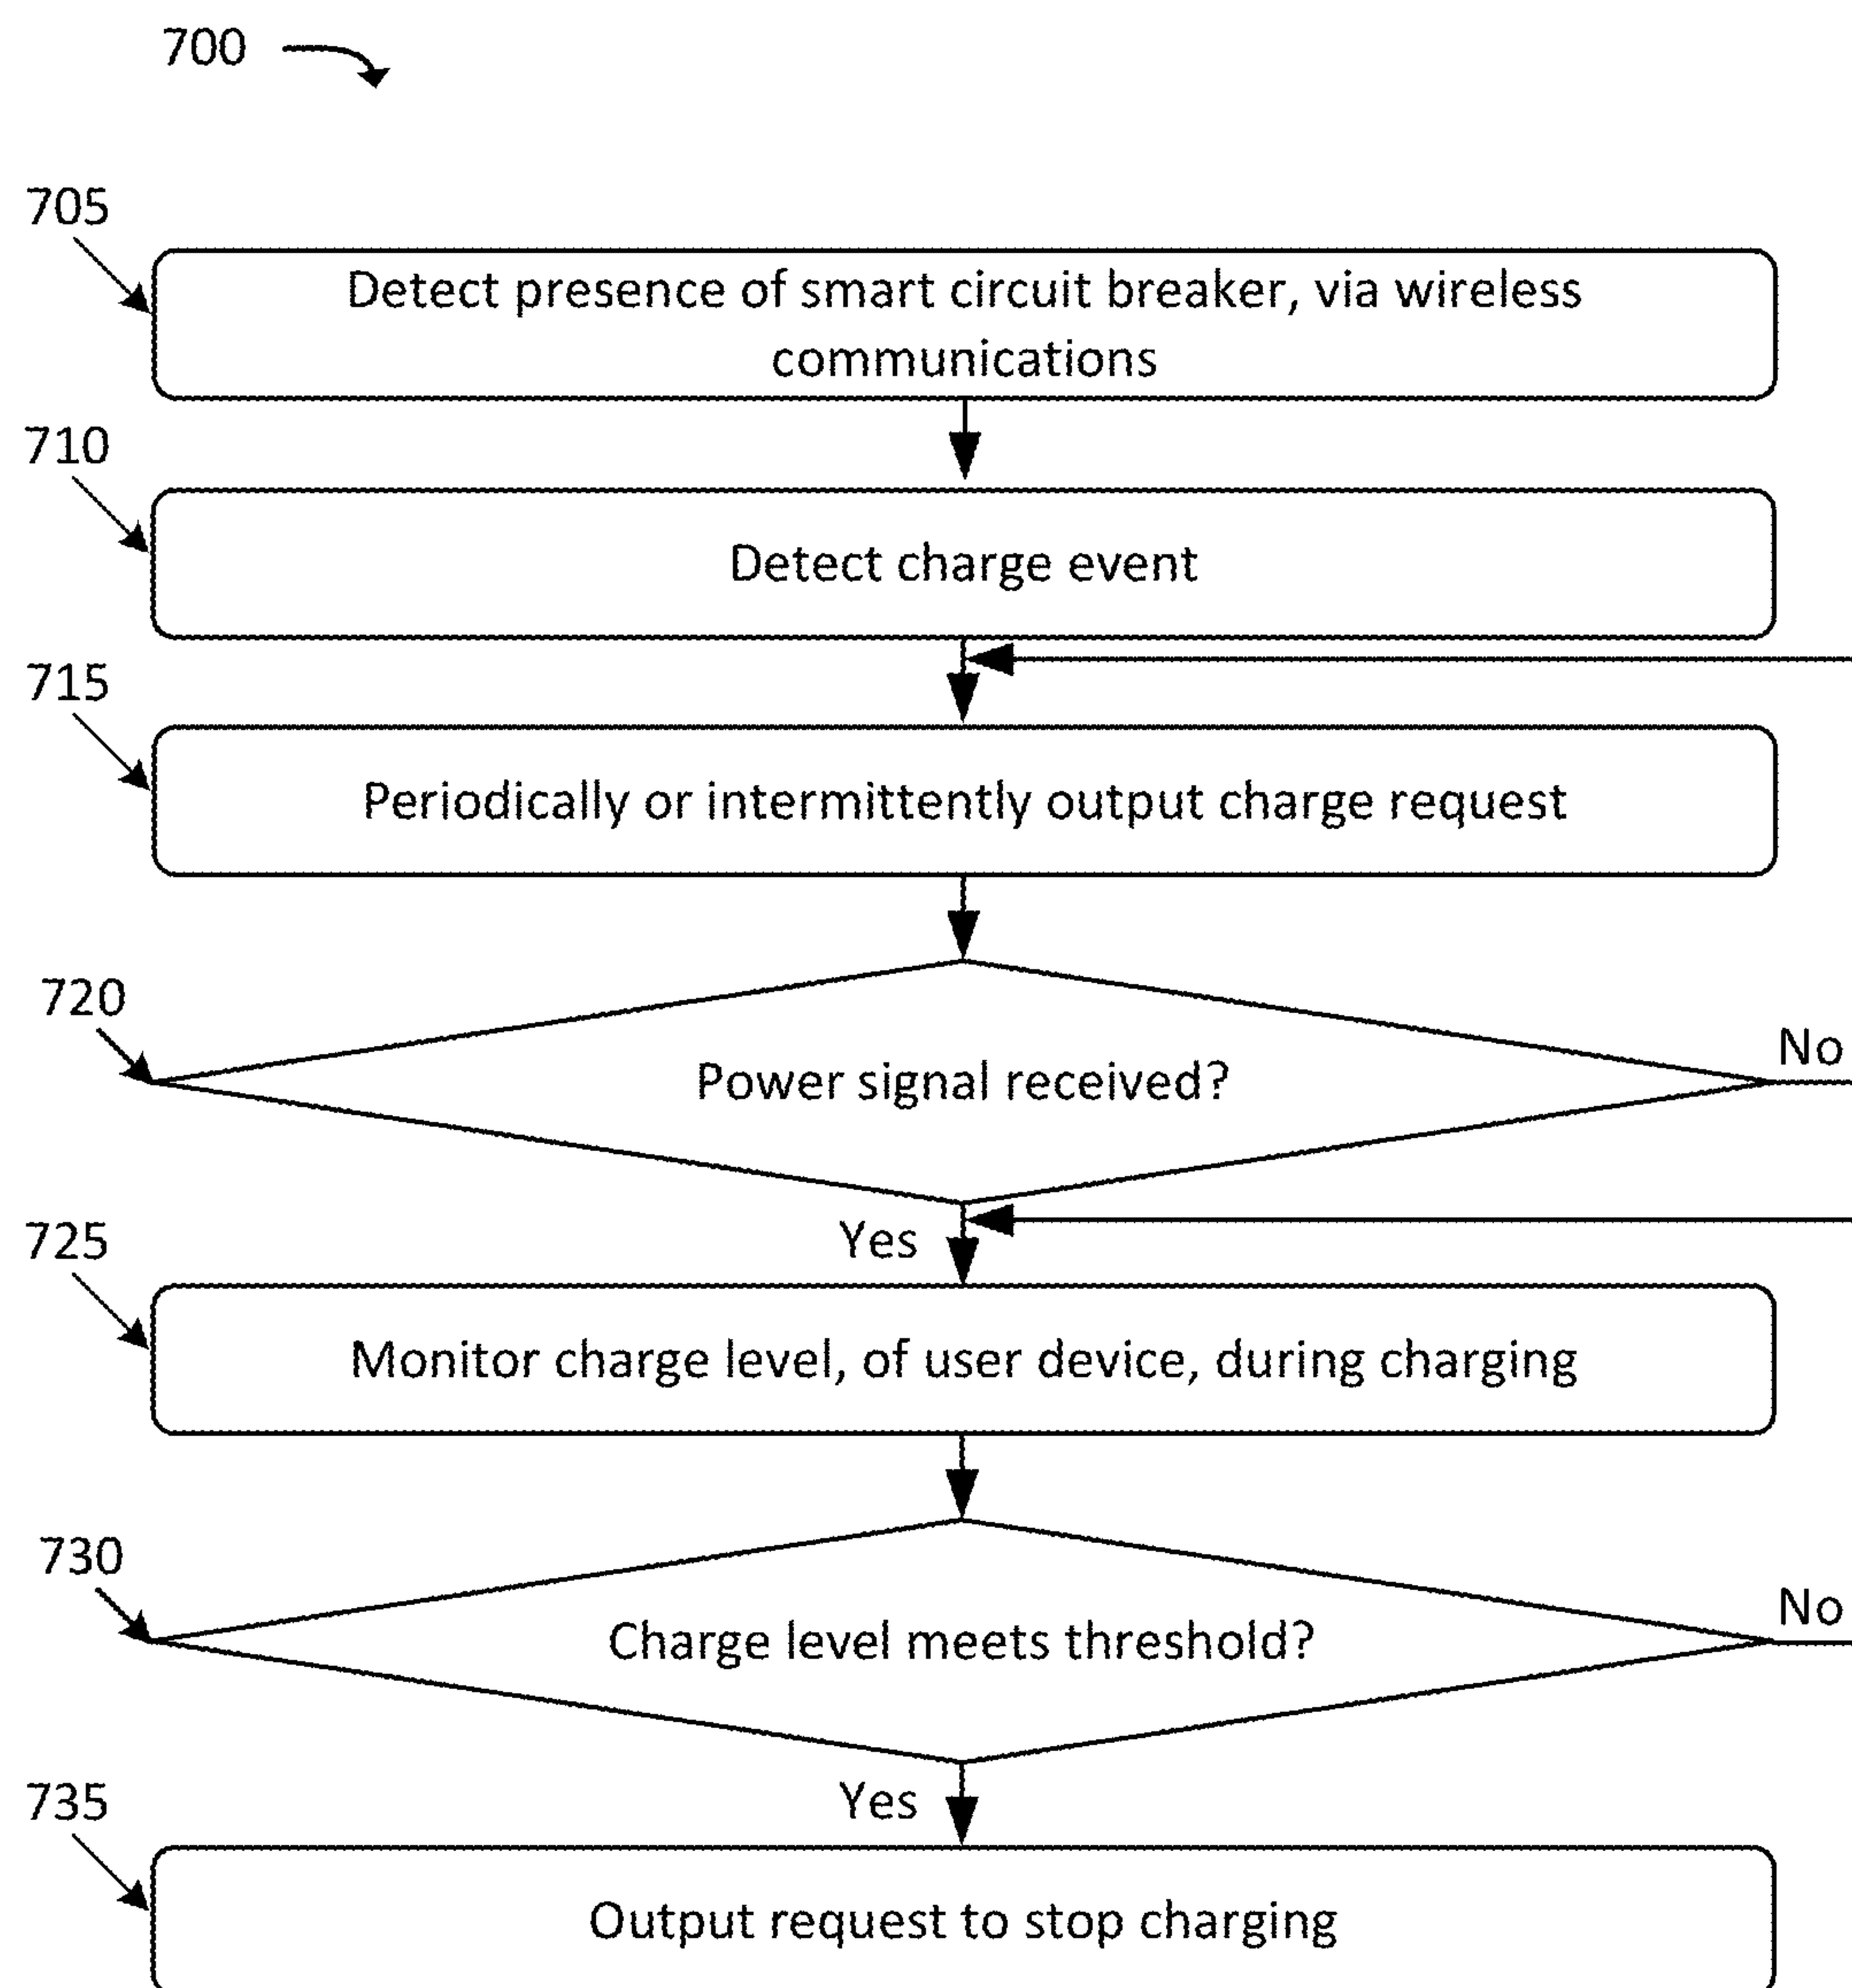 700
705
Detect presence of smart circuit breaker, via wireless
communications
710
Detect charge event
715
Periodically or intermittently output charge request
720
No
Power signal received?
Yes
725
Monitor charge level, of user device, during charging
730
No
Charge level meets threshold?
Yes
735
Output request to stop charging